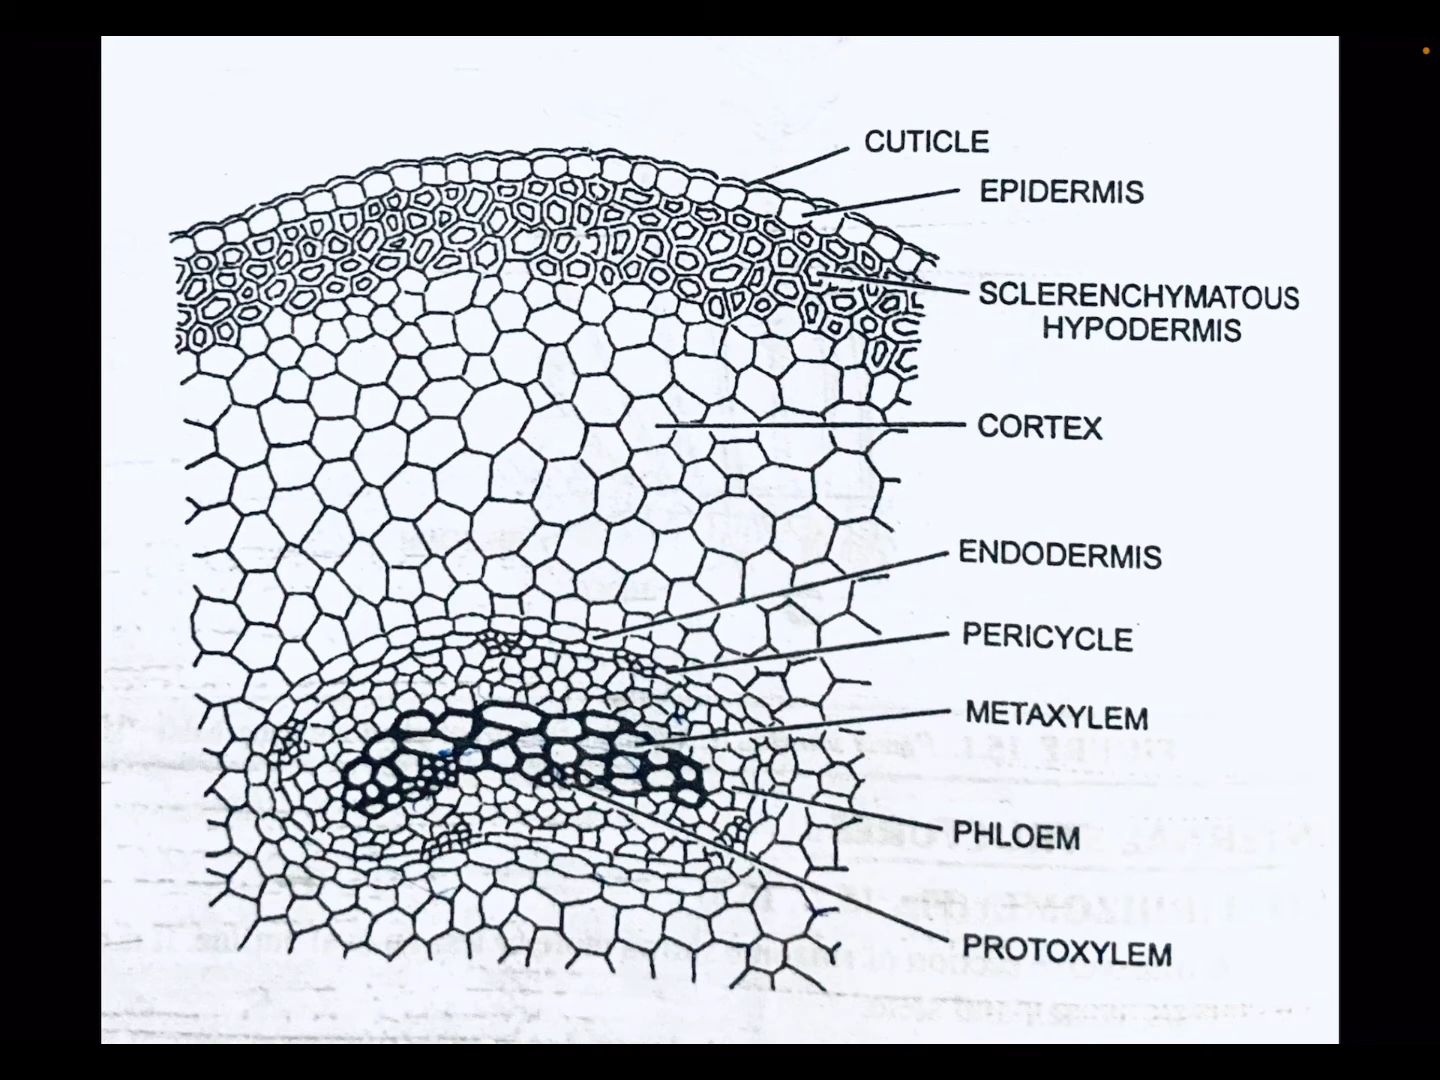 CUTICLE
EPIDERMIS
SCLERENCHYMATOUS
HYPODERMIS
CORTEX
ENDODERMIS
PERICYCLE
METAXYLEM
PHLOEM
PROTOXYLEM